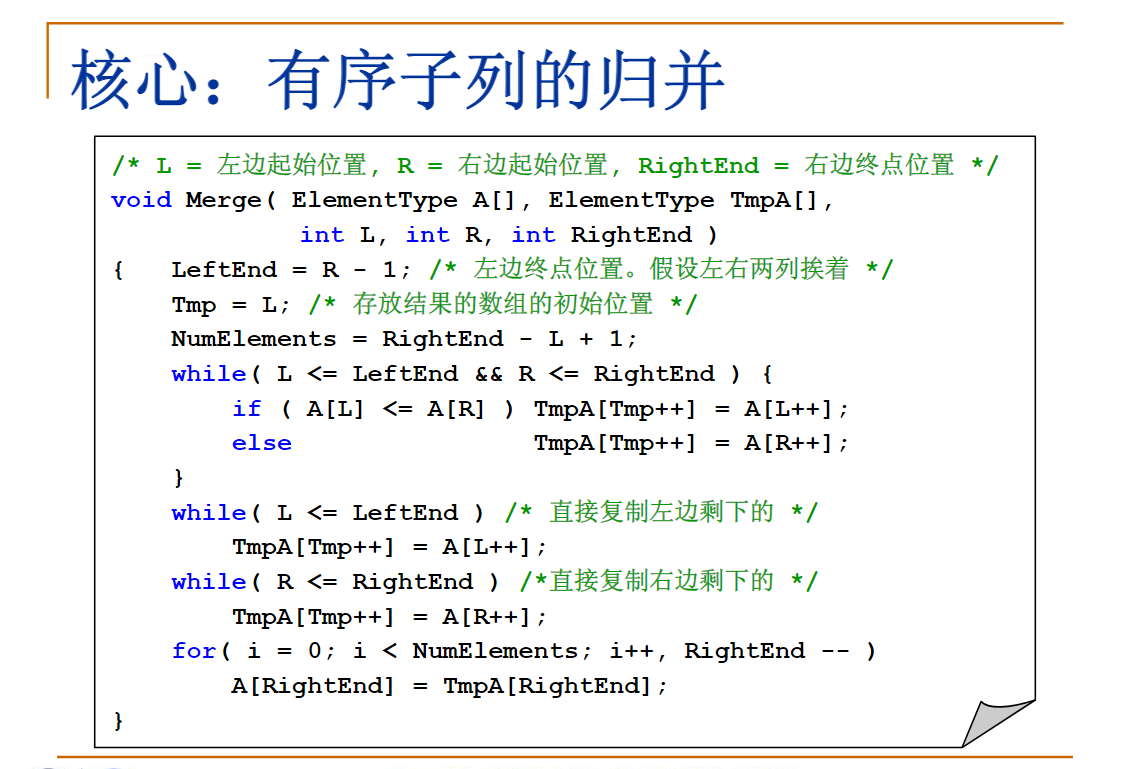 核心：有序子列的归并
/* L = 左边起始位置, R = 右边起始位置, RightEnd = 右边终点位置 */
void Merge( ElementType A[], ElementType TmpA[],
int L, int R, int RightEnd )
{ LeftEnd = R - 1; /* 左边终点位置。假设左右两列挨着 */
Tmp = L; /* 存放结果的数组的初始位置 */
NumElements = RightEnd - L + 1;
while( L <= LeftEnd && R <= RightEnd ) {
if ( A[L] <= A[R] ) TmpA[Tmp++] = A[L++];
else TmpA[Tmp++] = A[R++];
}
while( L <= LeftEnd ) /* 直接复制左边剩下的 */
TmpA[Tmp++] = A[L++];
while( R <= RightEnd ) /*直接复制右边剩下的 */
TmpA[Tmp++] = A[R++];
for( i = 0; i < NumElements; i++, RightEnd -- )
A[RightEnd] = TmpA[RightEnd];
}